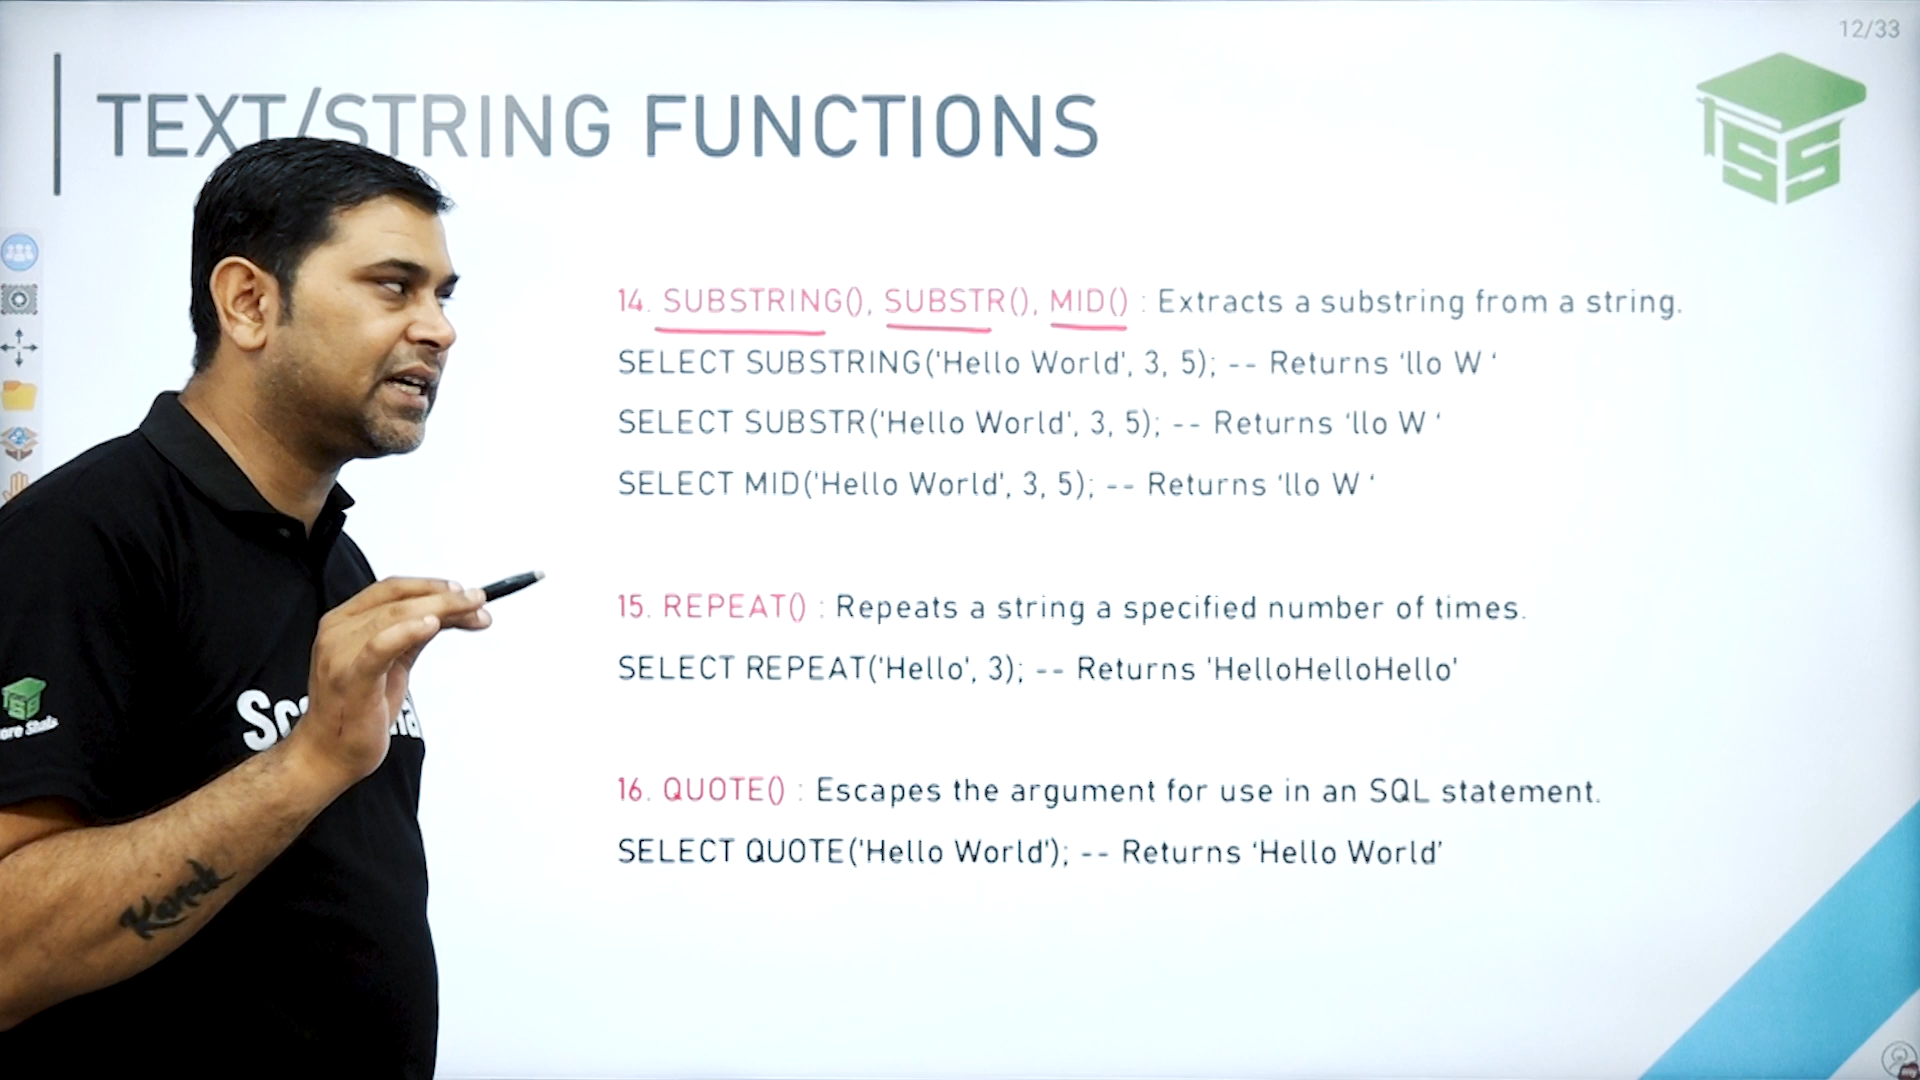 12/33
TEXT/STRING FUNCTIONS
SS
14. SUBSTRING(), SUBSTR(), MID() : Extracts a substring from a string.
SELECT SUBSTRING('Hello World', 3, 5); -- Returns ‘llo W ‘
SELECT SUBSTR('Hello World', 3, 5); -- Returns ‘llo W ‘
SELECT MID('Hello World', 3, 5); -- Returns ‘llo W ‘
15. REPEAT() : Repeats a string a specified number of times.
SELECT REPEAT('Hello', 3); -- Returns 'HelloHelloHello'
16. QUOTE() : Escapes the argument for use in an SQL statement.
SELECT QUOTE('Hello World'); -- Returns ‘Hello World’
Kanak